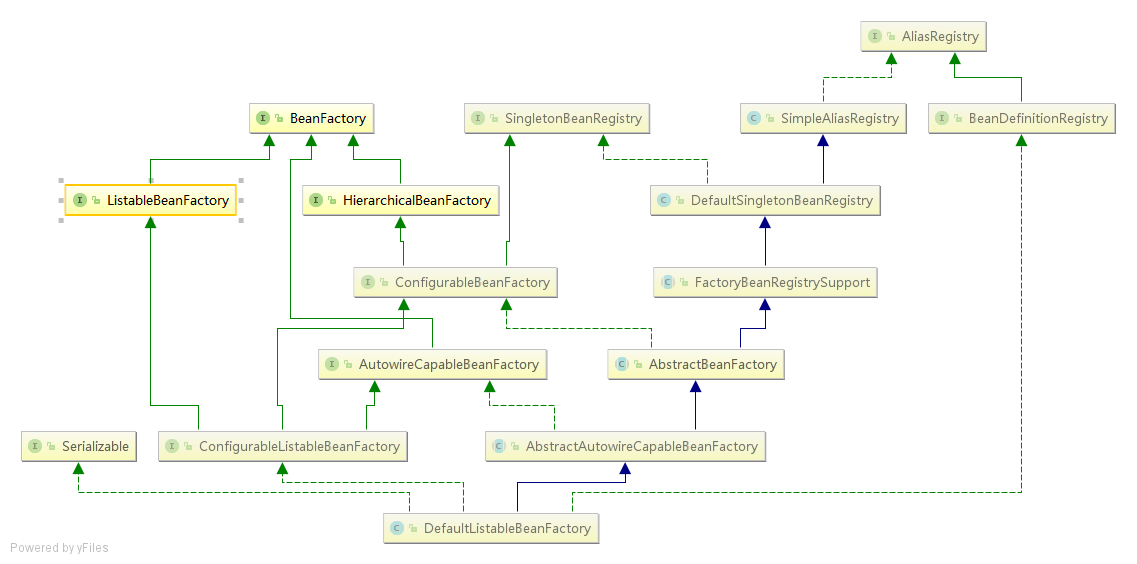 AliasRegistry
BeanFactory
SingletonBeanRegistry
SimpleAliasRegistry
BeanDefinitionRegistry
ListableBeanFactory
HierarchicalBeanFactory
DefaultSingletonBeanRegistry
ConfigurableBeanFactory
FactoryBeanRegistrySupport
AutowireCapableBeanFactory
AbstractBeanFactory
Serializable
ConfigurableListableBeanFactory
AbstractAutowireCapableBeanFactory
DefaultListableBeanFactory
Powered by yFiles